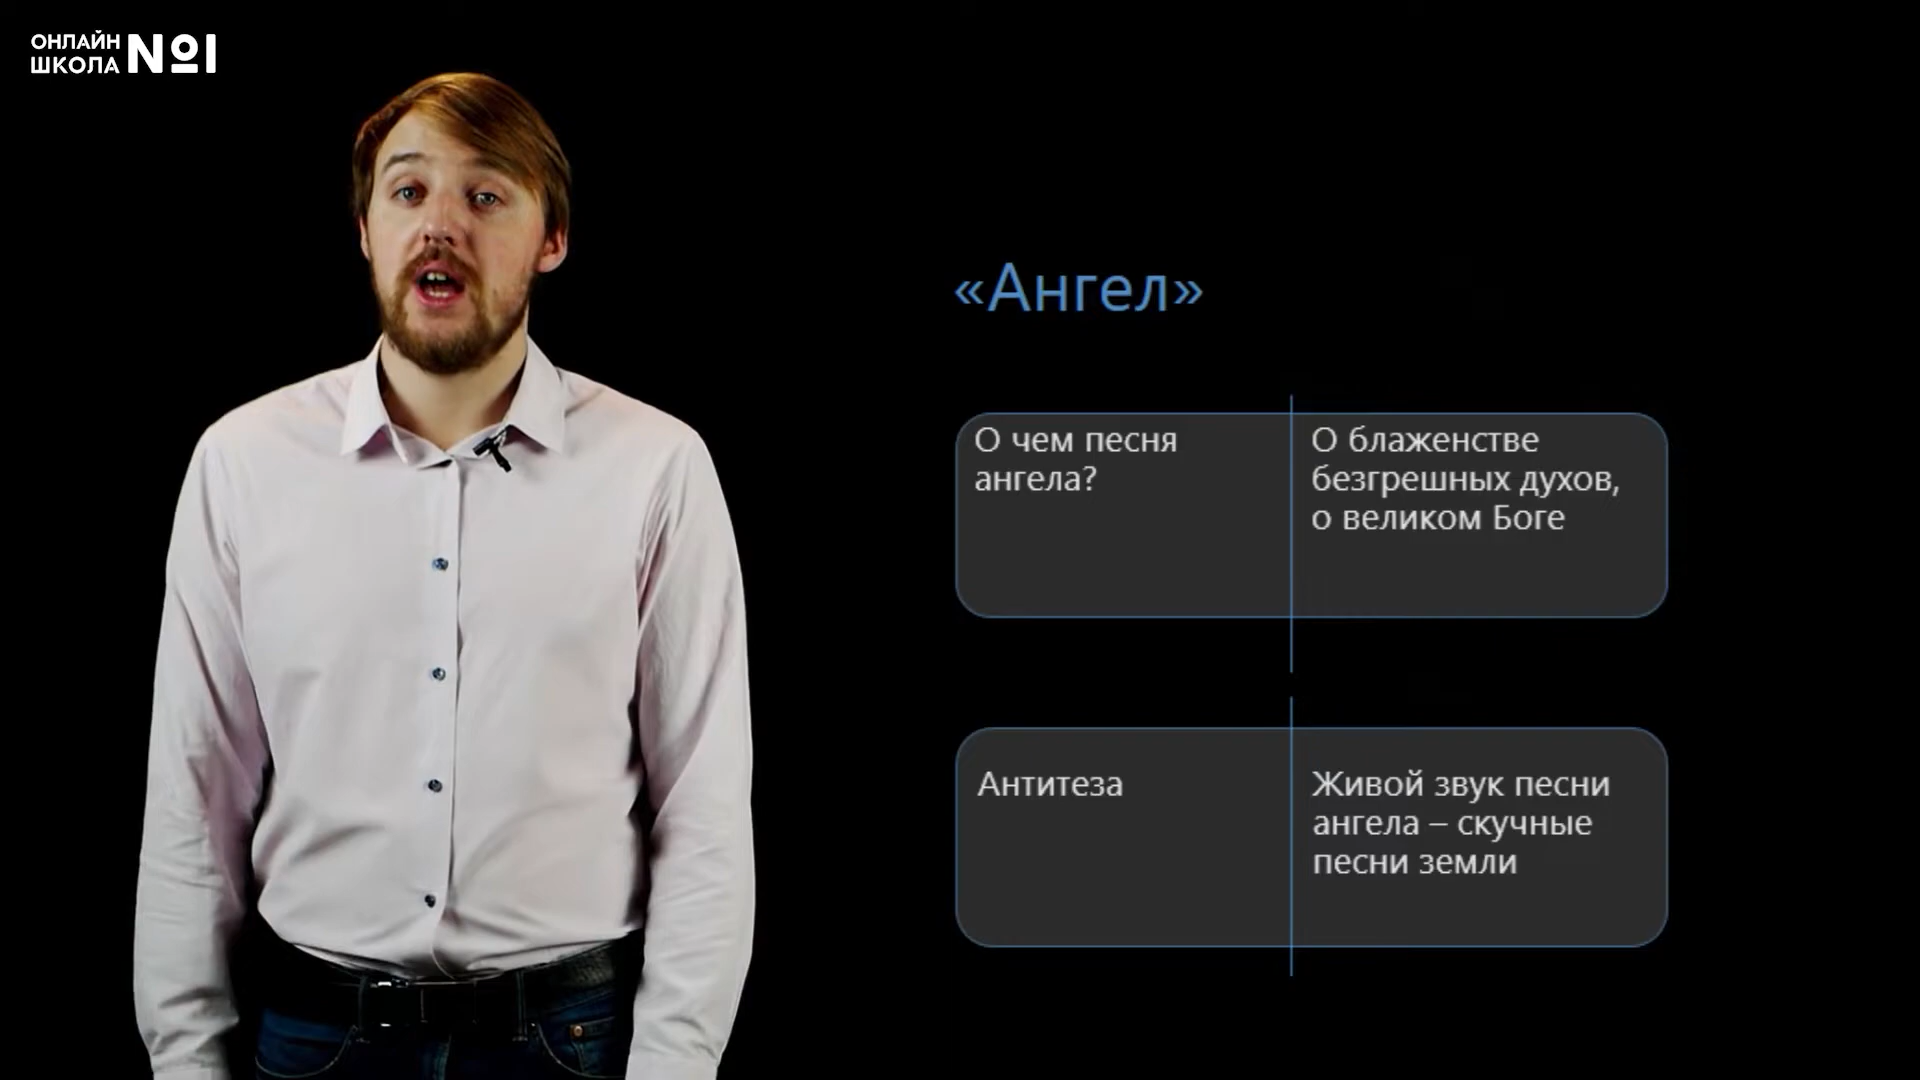 ОНЛАЙН
ШКОЛА №1
«Ангел»
О чем песня
ангела?
О блаженстве
безгрешных духов,
о великом Боге
Антитеза
Живой звук песни
ангела – скучные
песни земли